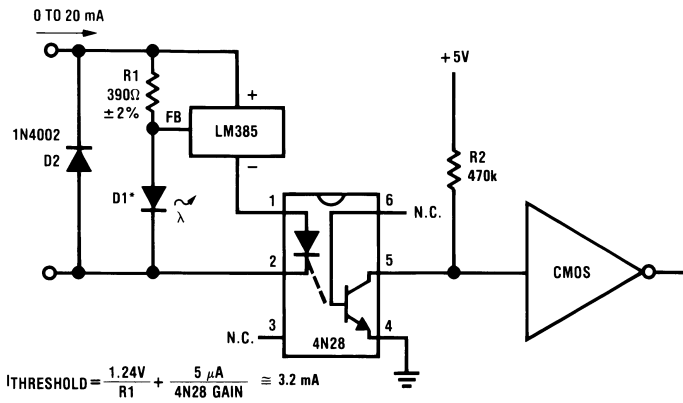 0 TO 20 mA
+5V
R1
390Ω
±2%
FB
+
LM385
−
1N4002
D2
D1*
λ
R2
470k
1
6
N.C.
2
5
CMOS
3
N.C.
4
4N28
ITHRESHOLD = 1.24V/R1 + 5 μA/4N28 GAIN ≅ 3.2 mA